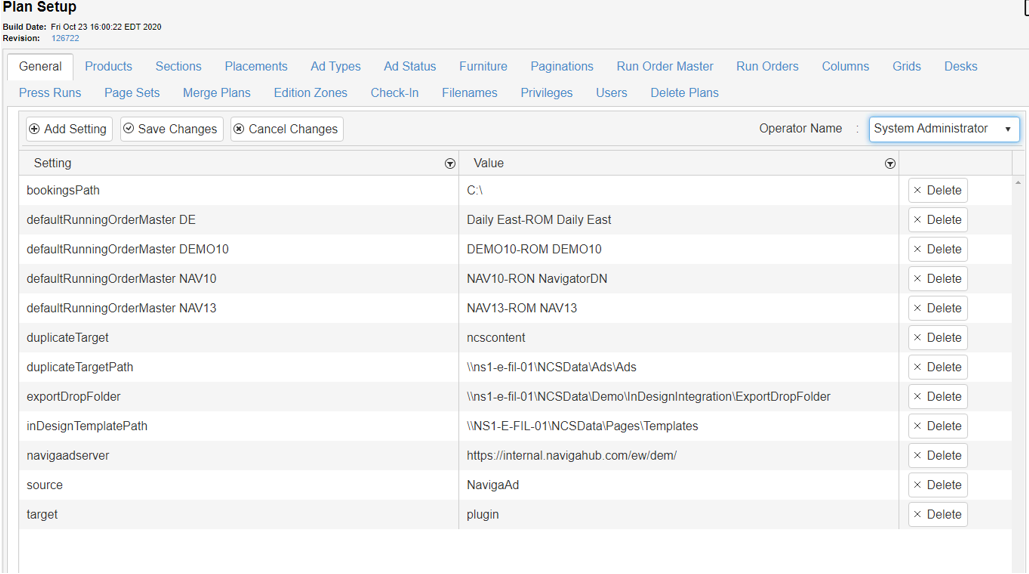 Plan Setup
Build Date: Fri Oct 23 16:00:22 EDT 2020
Revision: 126722
General Products Sections Placements Ad Types Ad Status Furniture Paginations Run Order Master Run Orders Columns Grids Desks
Press Runs Page Sets Merge Plans Edition Zones Check-In Filenames Privileges Users Delete Plans
Add Setting Save Changes Cancel Changes Operator Name : System Administrator
Setting Value
bookingsPath C:\ Delete
defaultRunningOrderMaster DE Daily East-ROM Daily East Delete
defaultRunningOrderMaster DEMO10 DEMO10-ROM DEMO10 Delete
defaultRunningOrderMaster NAV10 NAV10-RON NavigatorDN Delete
defaultRunningOrderMaster NAV13 NAV13-ROM NAV13 Delete
duplicateTarget ncscontent Delete
duplicateTargetPath \\ns1-e-fil-01\NCSData\Ads\Ads Delete
exportDropFolder \\ns1-e-fil-01\NCSData\Demo\InDesignIntegration\ExportDropFolder Delete
inDesignTemplatePath \\NS1-E-FIL-01\NCSData\Pages\Templates Delete
navigaadserver https://internal.navigahub.com/ew/dem/ Delete
source NavigaAd Delete
target plugin Delete